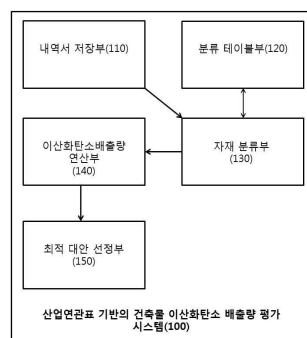 내역서 저장부(110)
분류 테이블부(120)
이산화탄소배출량
연산부
(140)
자재 분류부
(130)
최적 대안 선정부
(150)
산업연관표 기반의 건축물 이산화탄소 배출량 평가
시스템(100)